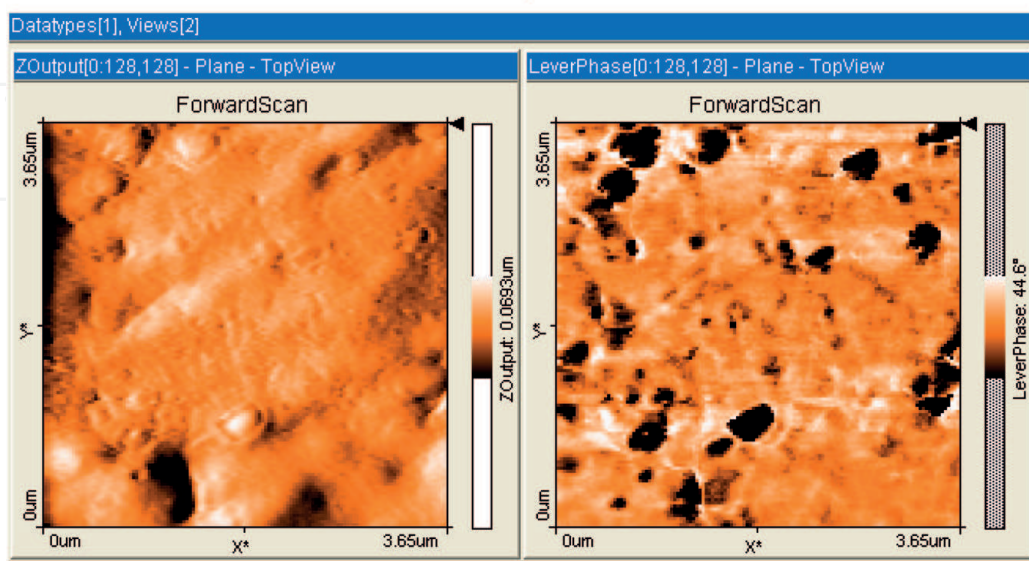 Datatypes[1], Views[2]
ZOutput[0:128,128] - Plane - TopView
ForwardScan
3.65um
Y*
0um
0um
X*
3.65um
ZOutput: 0.0693um
LeverPhase[0:128,128] - Plane - TopView
ForwardScan
3.65um
Y*
0um
0um
X*
3.65um
LeverPhase: 44.6°